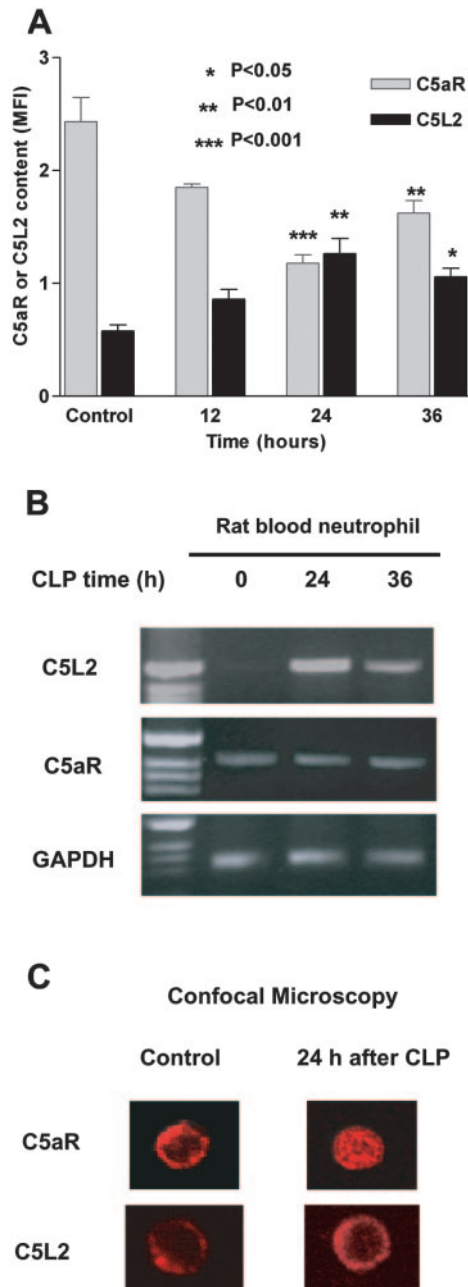 A
C5aR or C5L2 content (MFI)
3
2
1
0
* P<0.05
** P<0.01
*** P<0.001
C5aR
C5L2
***
**
**
*
Control 12 24 36
Time (hours)
B
Rat blood neutrophil
CLP time (h) 0 24 36
C5L2
C5aR
GAPDH
C
Confocal Microscopy
Control 24 h after CLP
C5aR
C5L2